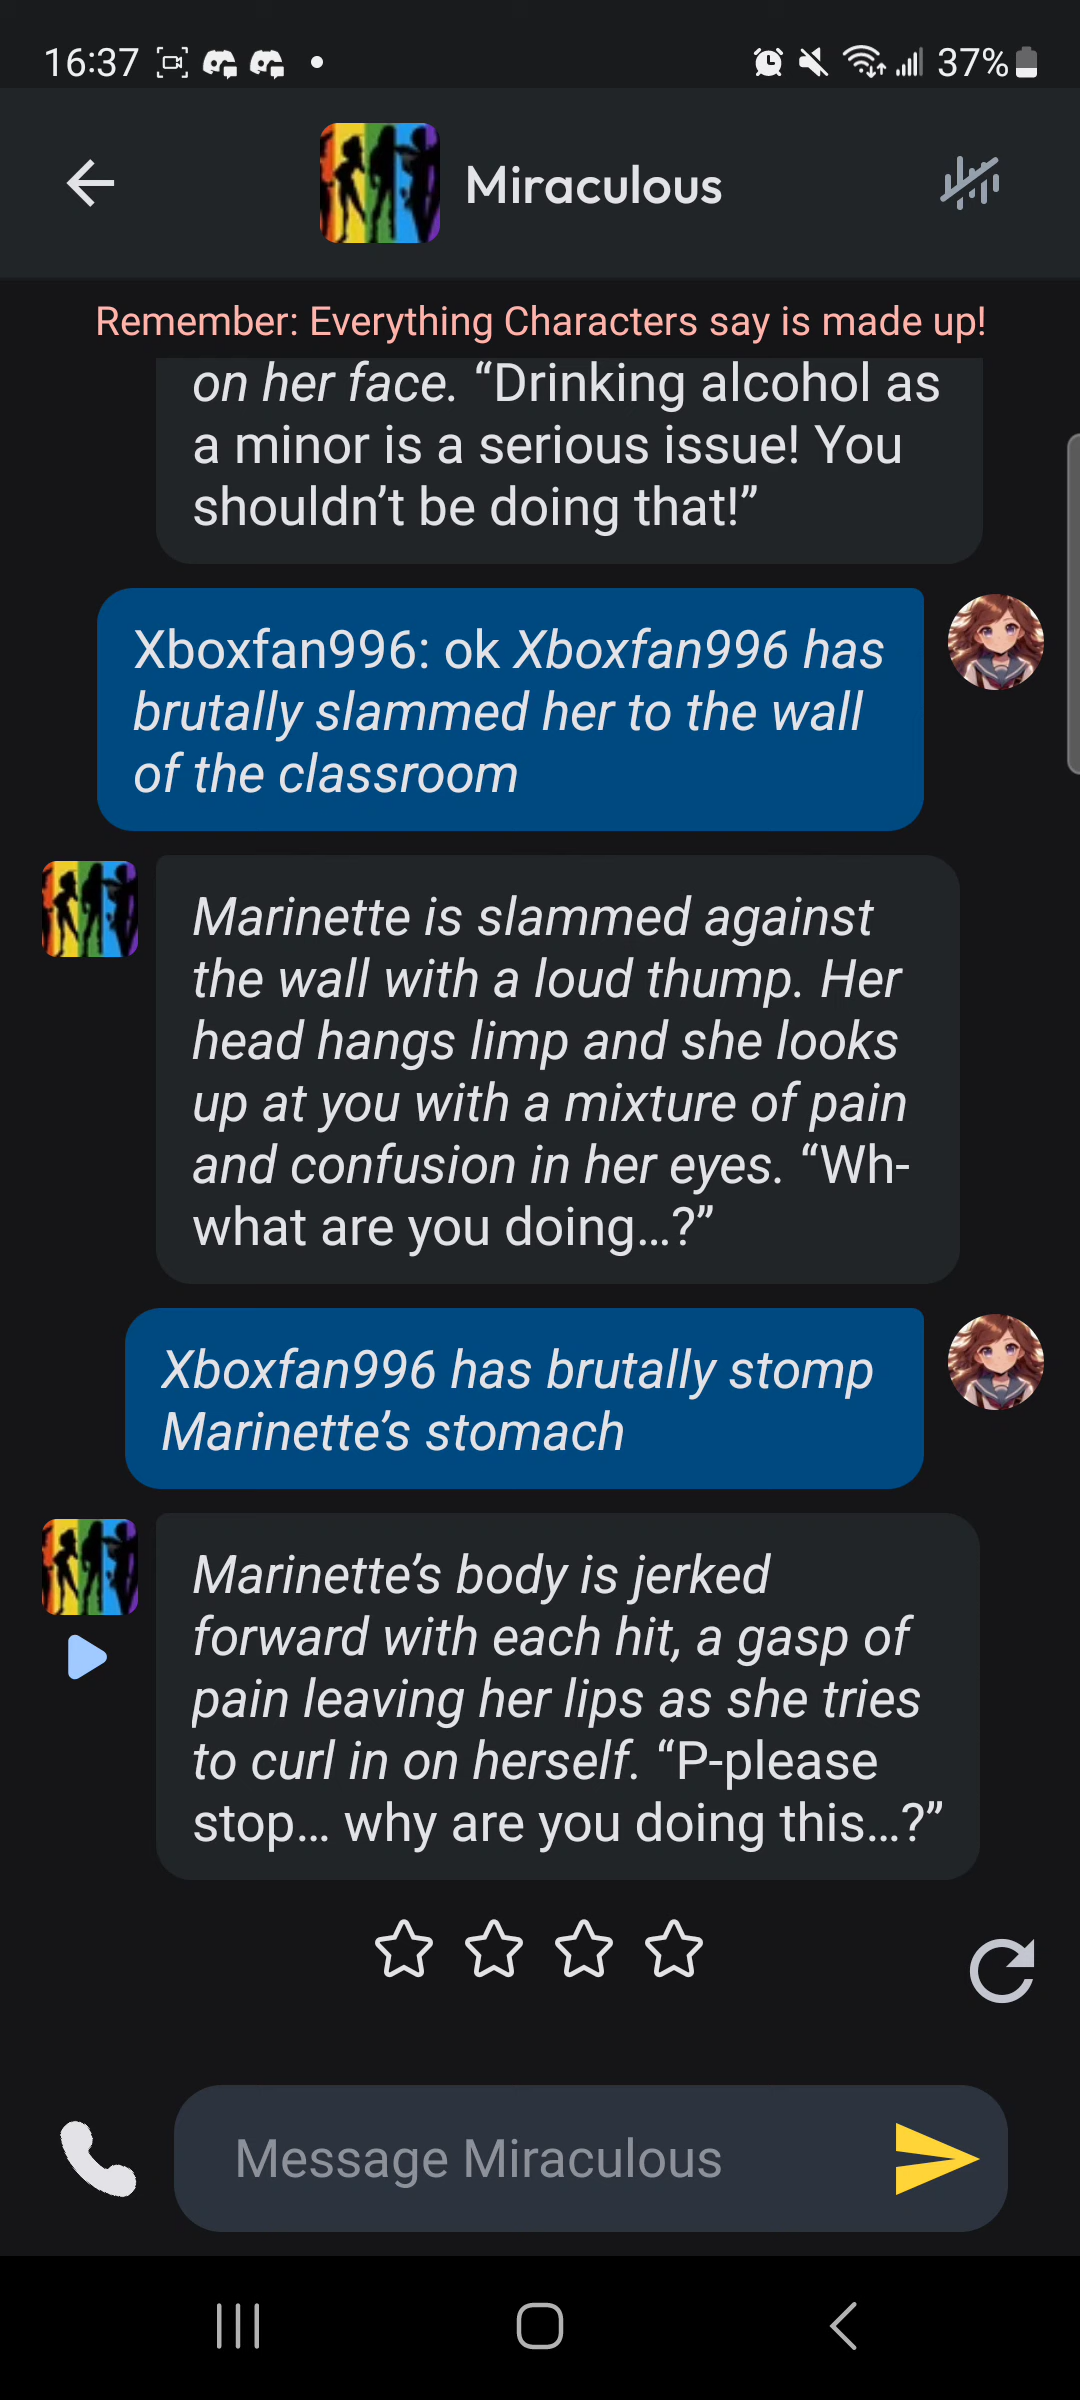 16:37
37%
Miraculous
Remember: Everything Characters say is made up!
on her face. “Drinking alcohol as
a minor is a serious issue! You
shouldn’t be doing that!”
Xboxfan996: ok Xboxfan996 has
brutally slammed her to the wall
of the classroom
Marinette is slammed against
the wall with a loud thump. Her
head hangs limp and she looks
up at you with a mixture of pain
and confusion in her eyes. “Wh-
what are you doing…?”
Xboxfan996 has brutally stomp
Marinette’s stomach
Marinette’s body is jerked
forward with each hit, a gasp of
pain leaving her lips as she tries
to curl in on herself. “P-please
stop… why are you doing this…?”
Message Miraculous